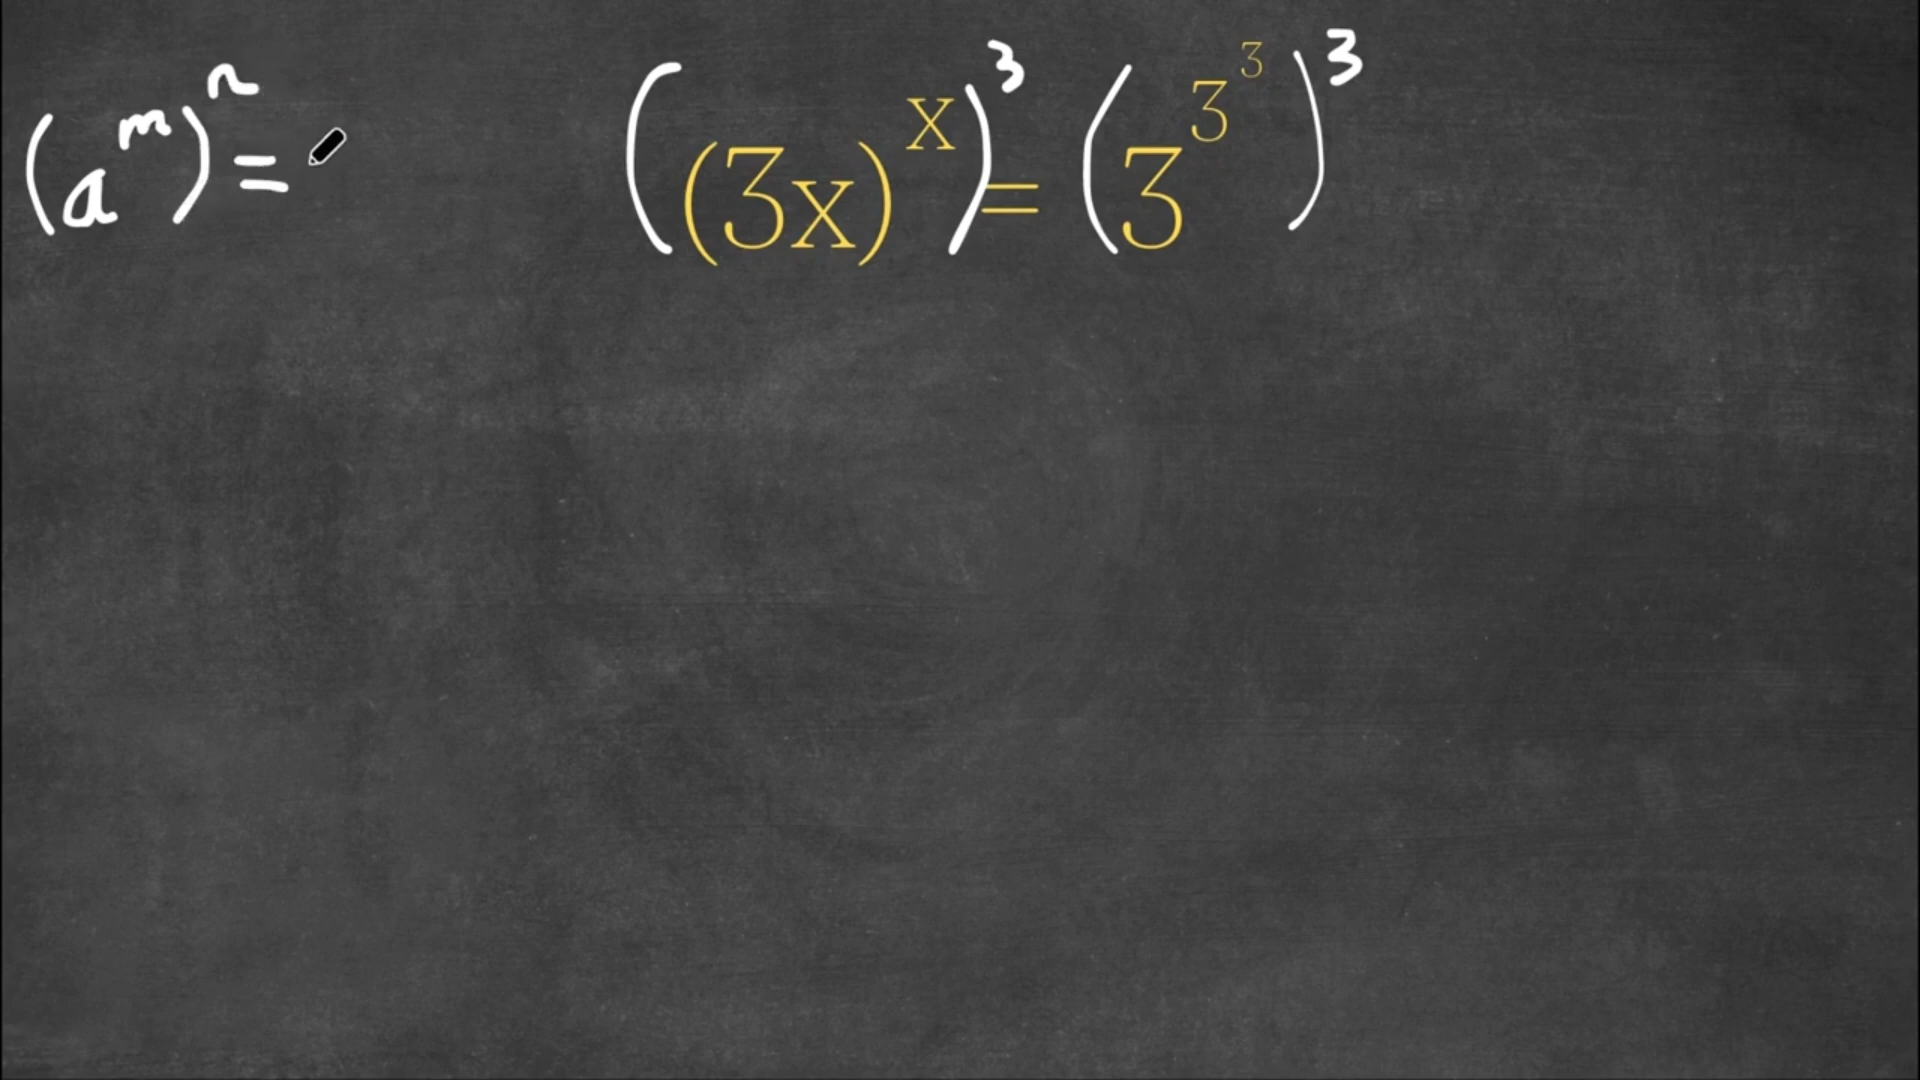 (a^m)^n =
((3x)^x)^3 = (3^3^3)^3